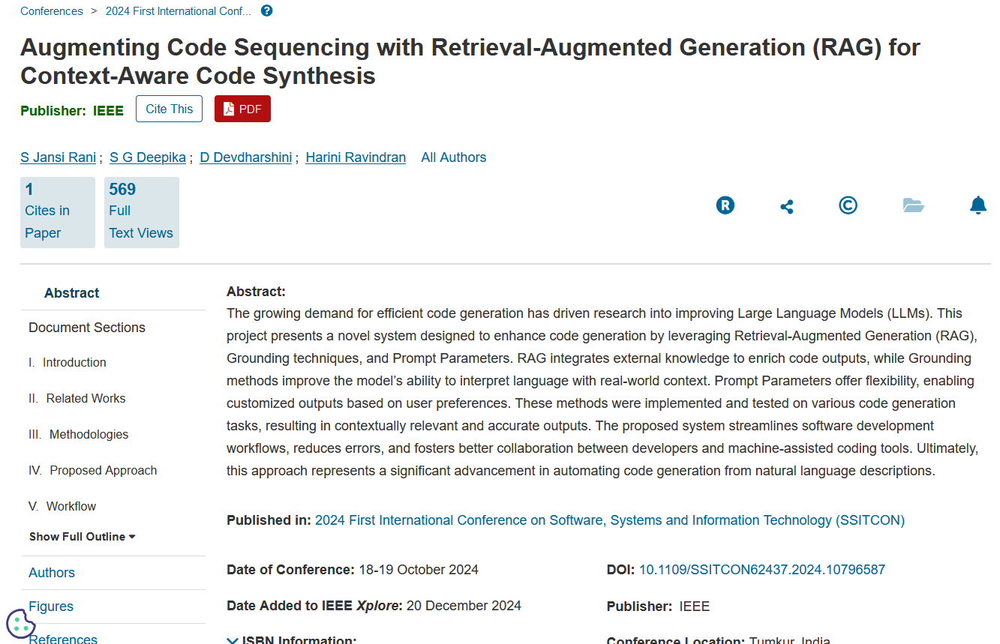 Conferences > 2024 First International Conf... ?
Augmenting Code Sequencing with Retrieval-Augmented Generation (RAG) for
Context-Aware Code Synthesis
Publisher: IEEE Cite This PDF
S Jansi Rani ; S G Deepika ; D Devdharshini ; Harini Ravindran All Authors
1
Cites in
Paper
569
Full
Text Views
R ©
Abstract
Document Sections
I. Introduction
II. Related Works
III. Methodologies
IV. Proposed Approach
V. Workflow
Show Full Outline
Authors
Figures
References
Abstract:
The growing demand for efficient code generation has driven research into improving Large Language Models (LLMs). This
project presents a novel system designed to enhance code generation by leveraging Retrieval-Augmented Generation (RAG),
Grounding techniques, and Prompt Parameters. RAG integrates external knowledge to enrich code outputs, while Grounding
methods improve the model’s ability to interpret language with real-world context. Prompt Parameters offer flexibility, enabling
customized outputs based on user preferences. These methods were implemented and tested on various code generation
tasks, resulting in contextually relevant and accurate outputs. The proposed system streamlines software development
workflows, reduces errors, and fosters better collaboration between developers and machine-assisted coding tools. Ultimately,
this approach represents a significant advancement in automating code generation from natural language descriptions.
Published in: 2024 First International Conference on Software, Systems and Information Technology (SSITCON)
Date of Conference: 18-19 October 2024
DOI: 10.1109/SSITCON62437.2024.10796587
Date Added to IEEE Xplore: 20 December 2024
Publisher: IEEE
ISBN Information:
Conference Location: Tumkur, India